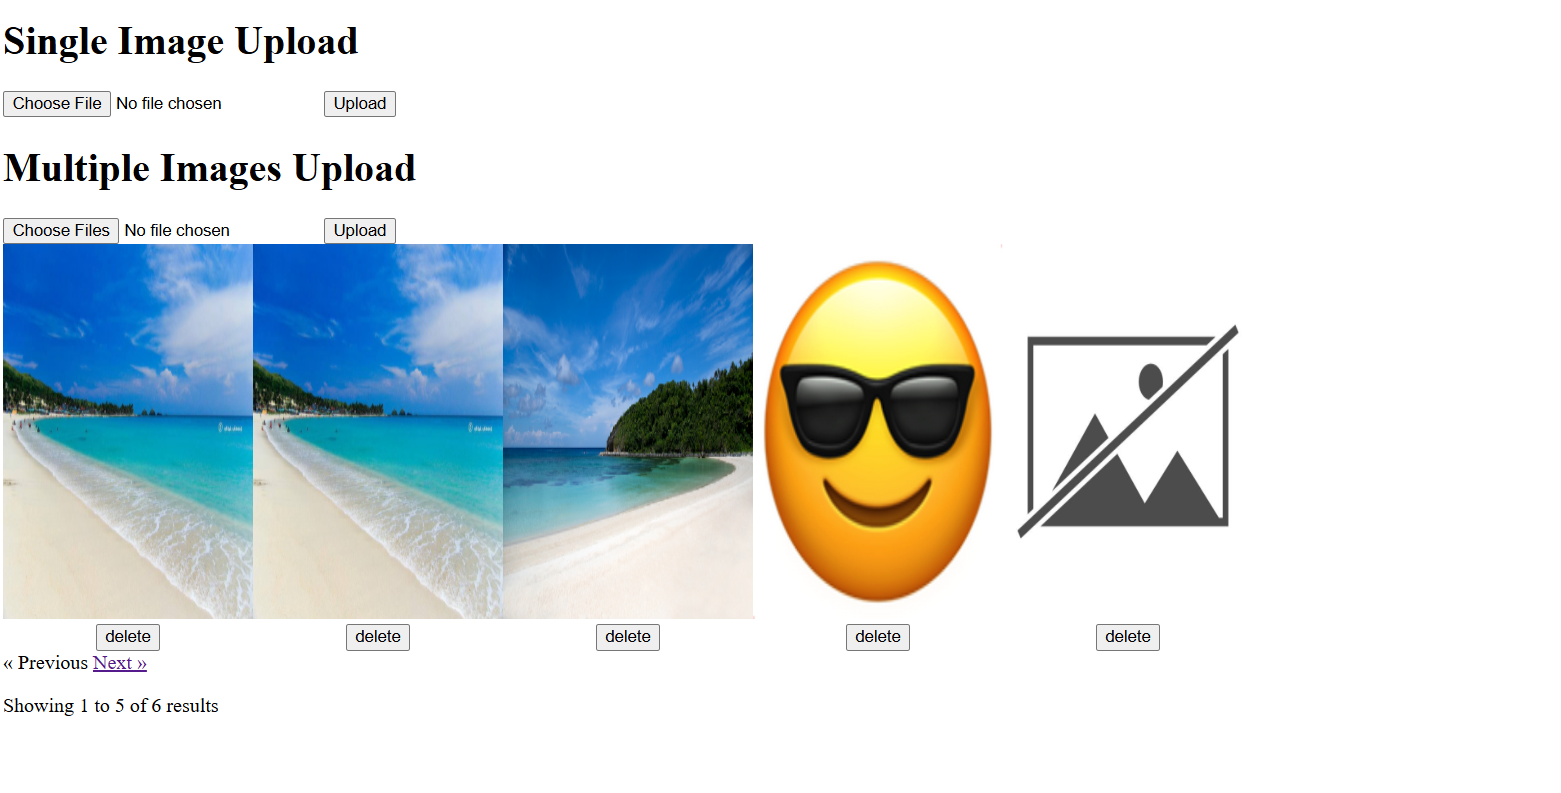 Single Image Upload
Choose File No file chosen Upload
Multiple Images Upload
Choose Files No file chosen Upload
delete delete delete delete delete
« Previous Next »
Showing 1 to 5 of 6 results